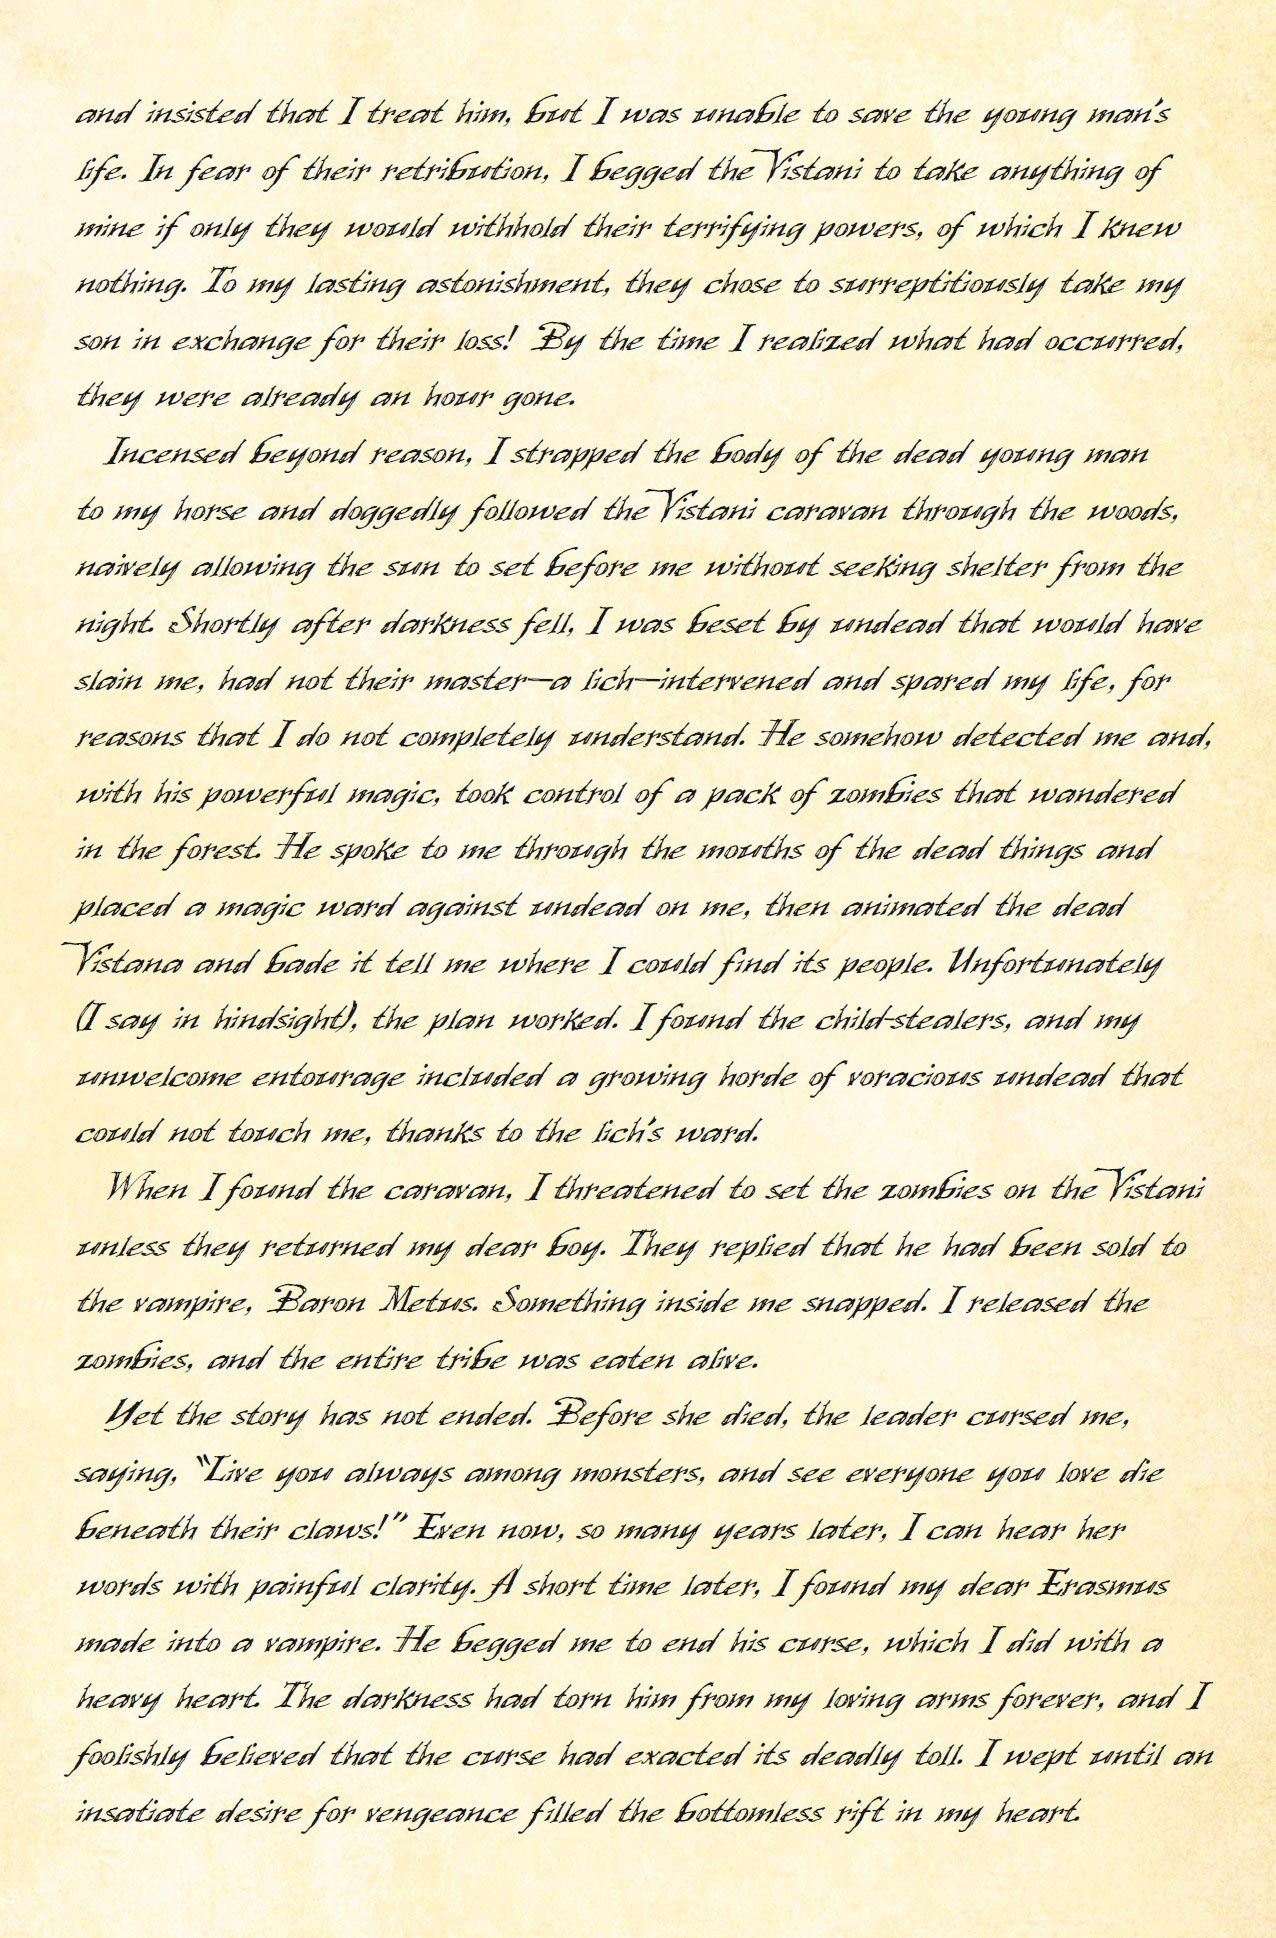 and insisted that I treat him, but I was unable to save the young man's
life. In fear of their retribution, I begged the Vistani to take anything of
mine if only they would withhold their terrifying powers, of which I knew
nothing. To my lasting astonishment, they chose to surreptitiously take my
son in exchange for their loss! By the time I realized what had occurred,
they were already an hour gone.
Incensed beyond reason, I strapped the body of the dead young man
to my horse and doggedly followed the Vistani caravan through the woods,
naively allowing the sun to set before me without seeking shelter from the
night. Shortly after darkness fell, I was beset by undead that would have
slain me, had not their master—a lich—intervened and spared my life, for
reasons that I do not completely understand. He somehow detected me and,
with his powerful magic, took control of a pack of zombies that wandered
in the forest. He spoke to me through the mouths of the dead things and
placed a magic ward against undead on me, then animated the dead
Vistana and bade it tell me where I could find its people. Unfortunately
(I say in hindsight), the plan worked. I found the child-stealers, and my
unwelcome entourage included a growing horde of voracious undead that
could not touch me, thanks to the lich's ward.
When I found the caravan, I threatened to set the zombies on the Vistani
unless they returned my dear boy. They replied that he had been sold to
the vampire, Baron Metus. Something inside me snapped. I released the
zombies, and the entire tribe was eaten alive.
Yet the story has not ended. Before she died, the leader cursed me,
saying, “Live you always among monsters, and see everyone you love die
beneath their claws!” Even now, so many years later, I can hear her
words with painful clarity. A short time later, I found my dear Erasmus
made into a vampire. He begged me to end his curse, which I did with a
heavy heart. The darkness had torn him from my loving arms forever, and I
foolishly believed that the curse had exacted its deadly toll. I wept until an
insatiate desire for vengeance filled the bottomless rift in my heart.